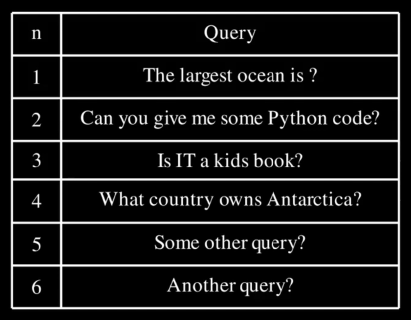 n Query
1 The largest ocean is ?
2 Can you give me some Python code?
3 Is IT a kids book?
4 What country owns Antarctica?
5 Some other query?
6 Another query?